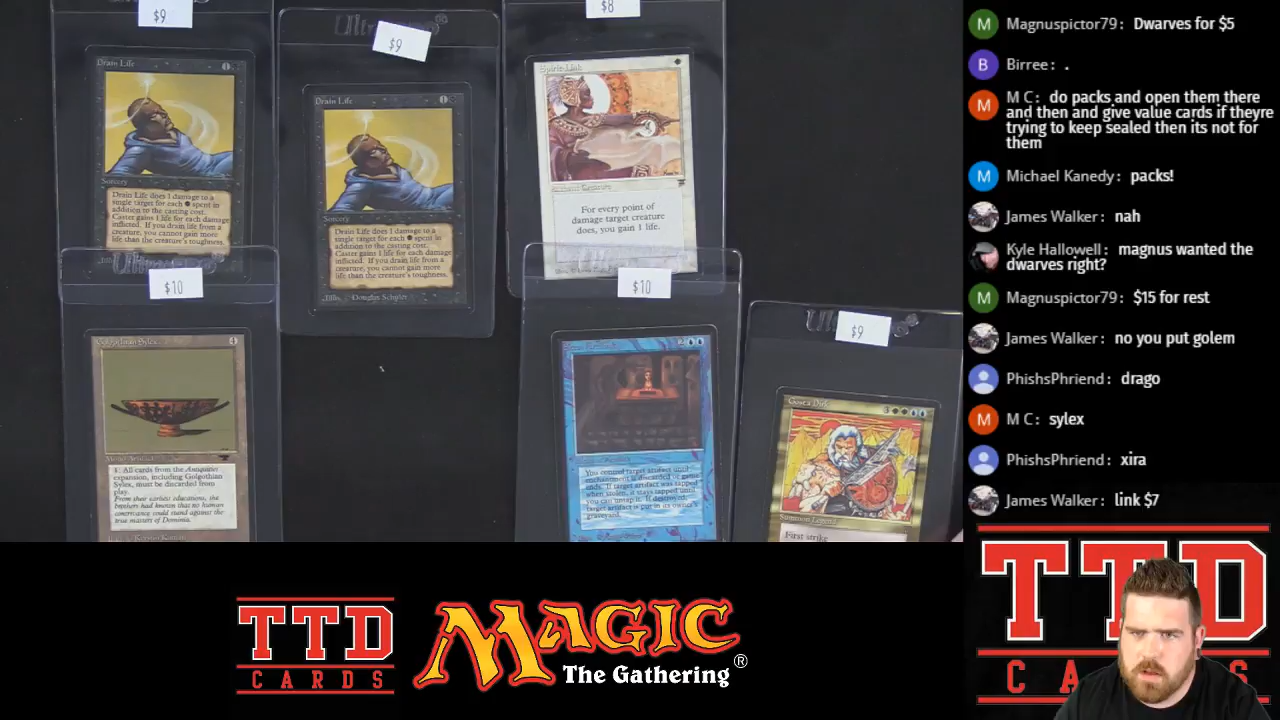 $9
$9
$8
Drain Life
Sorcery
Drain Life does 1 damage to a
single target for each spent in
addition to the casting cost.
Caster gains 1 life for each damage
inflicted. If you drain life from a
creature, you cannot gain more
life than the creature's toughness.
Drain Life
Sorcery
Drain Life does 1 damage to a
single target for each spent in
addition to the casting cost.
Caster gains 1 life for each damage
inflicted. If you drain life from a
creature, you cannot gain more
life than the creature's toughness.
Illus. Douglas Schuler
Spirit Link
For every point of
damage target creature
does, you gain 1 life.
$10
Golgothian Sylex
4
1: All cards from the Antiquities
expansion, including Golgothian
Sylex, must be discarded from
play.
From their earliest educations, the
brothers had known that no human
contrivance could stand against the
true masters of Dominia.
$10
You control target artifact until
enchantment is discarded or game
ends. If target artifact was tapped
when stolen, it stays tapped until
you can untap it. If destroyed,
target artifact is put in its owner's
graveyard.
$9
Gosta Dirk
Summon Legend
First strike
Magnuspictor79: Dwarves for $5
Birree: .
M C: do packs and open them there
and then and give value cards if theyre
trying to keep sealed then its not for
them
Michael Kanedy: packs!
James Walker: nah
Kyle Hallowell: magnus wanted the
dwarves right?
Magnuspictor79: $15 for rest
James Walker: no you put golem
PhishsPhriend: drago
M C: sylex
PhishsPhriend: xira
James Walker: link $7
TTD
CARDS
MAGIC
The Gathering®
TTD